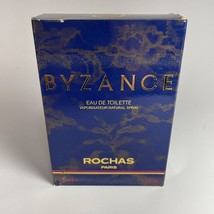 BYZANCE
EAU DE TOILETTE
VAPORISATEUR NATURAL SPRAY
ROCHAS
PARIS